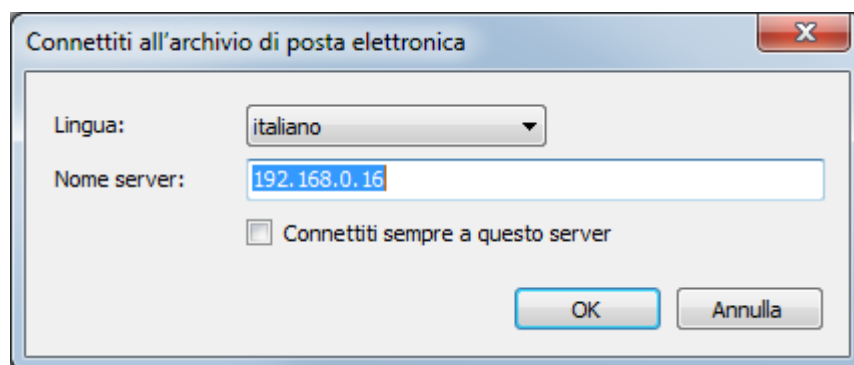 Connettiti all'archivio di posta elettronica
Lingua: italiano
Nome server: 192.168.0.16
Connettiti sempre a questo server
OK Annulla